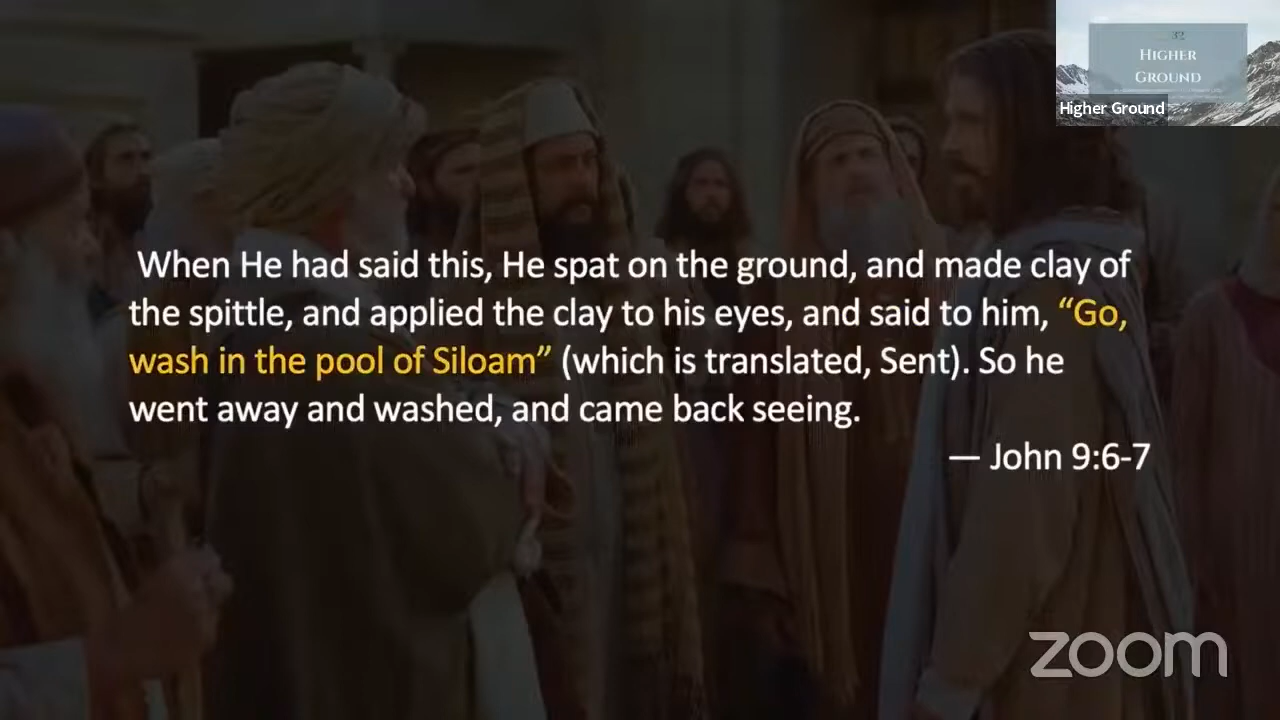 32
HIGHER
GROUND
Higher Ground
When He had said this, He spat on the ground, and made clay of
the spittle, and applied the clay to his eyes, and said to him, “Go,
wash in the pool of Siloam” (which is translated, Sent). So he
went away and washed, and came back seeing.
— John 9:6-7
zoom